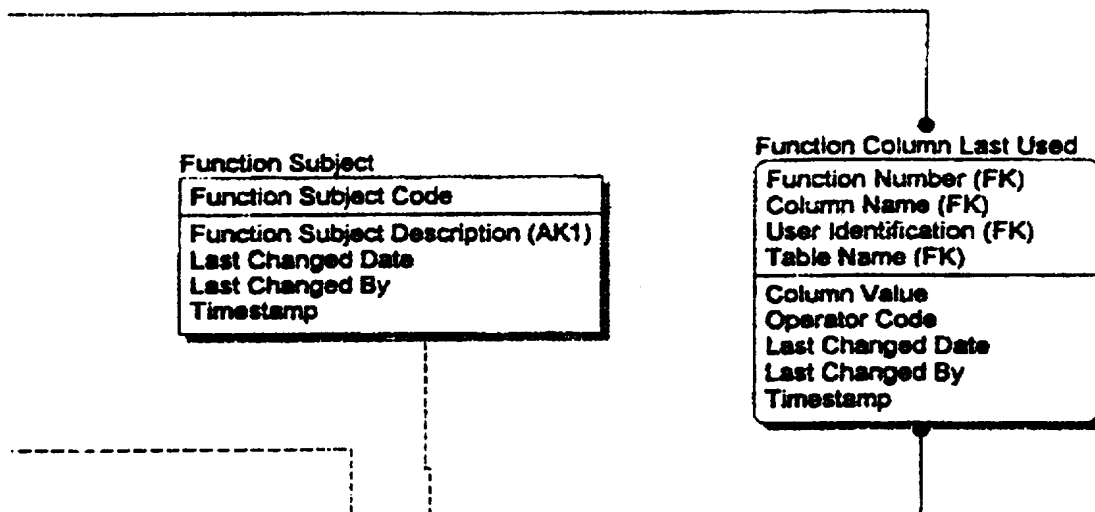 Function Subject
Function Subject Code
Function Subject Description (AK1)
Last Changed Date
Last Changed By
Timestamp
Function Column Last Used
Function Number (FK)
Column Name (FK)
User Identification (FK)
Table Name (FK)
Column Value
Operator Code
Last Changed Date
Last Changed By
Timestamp